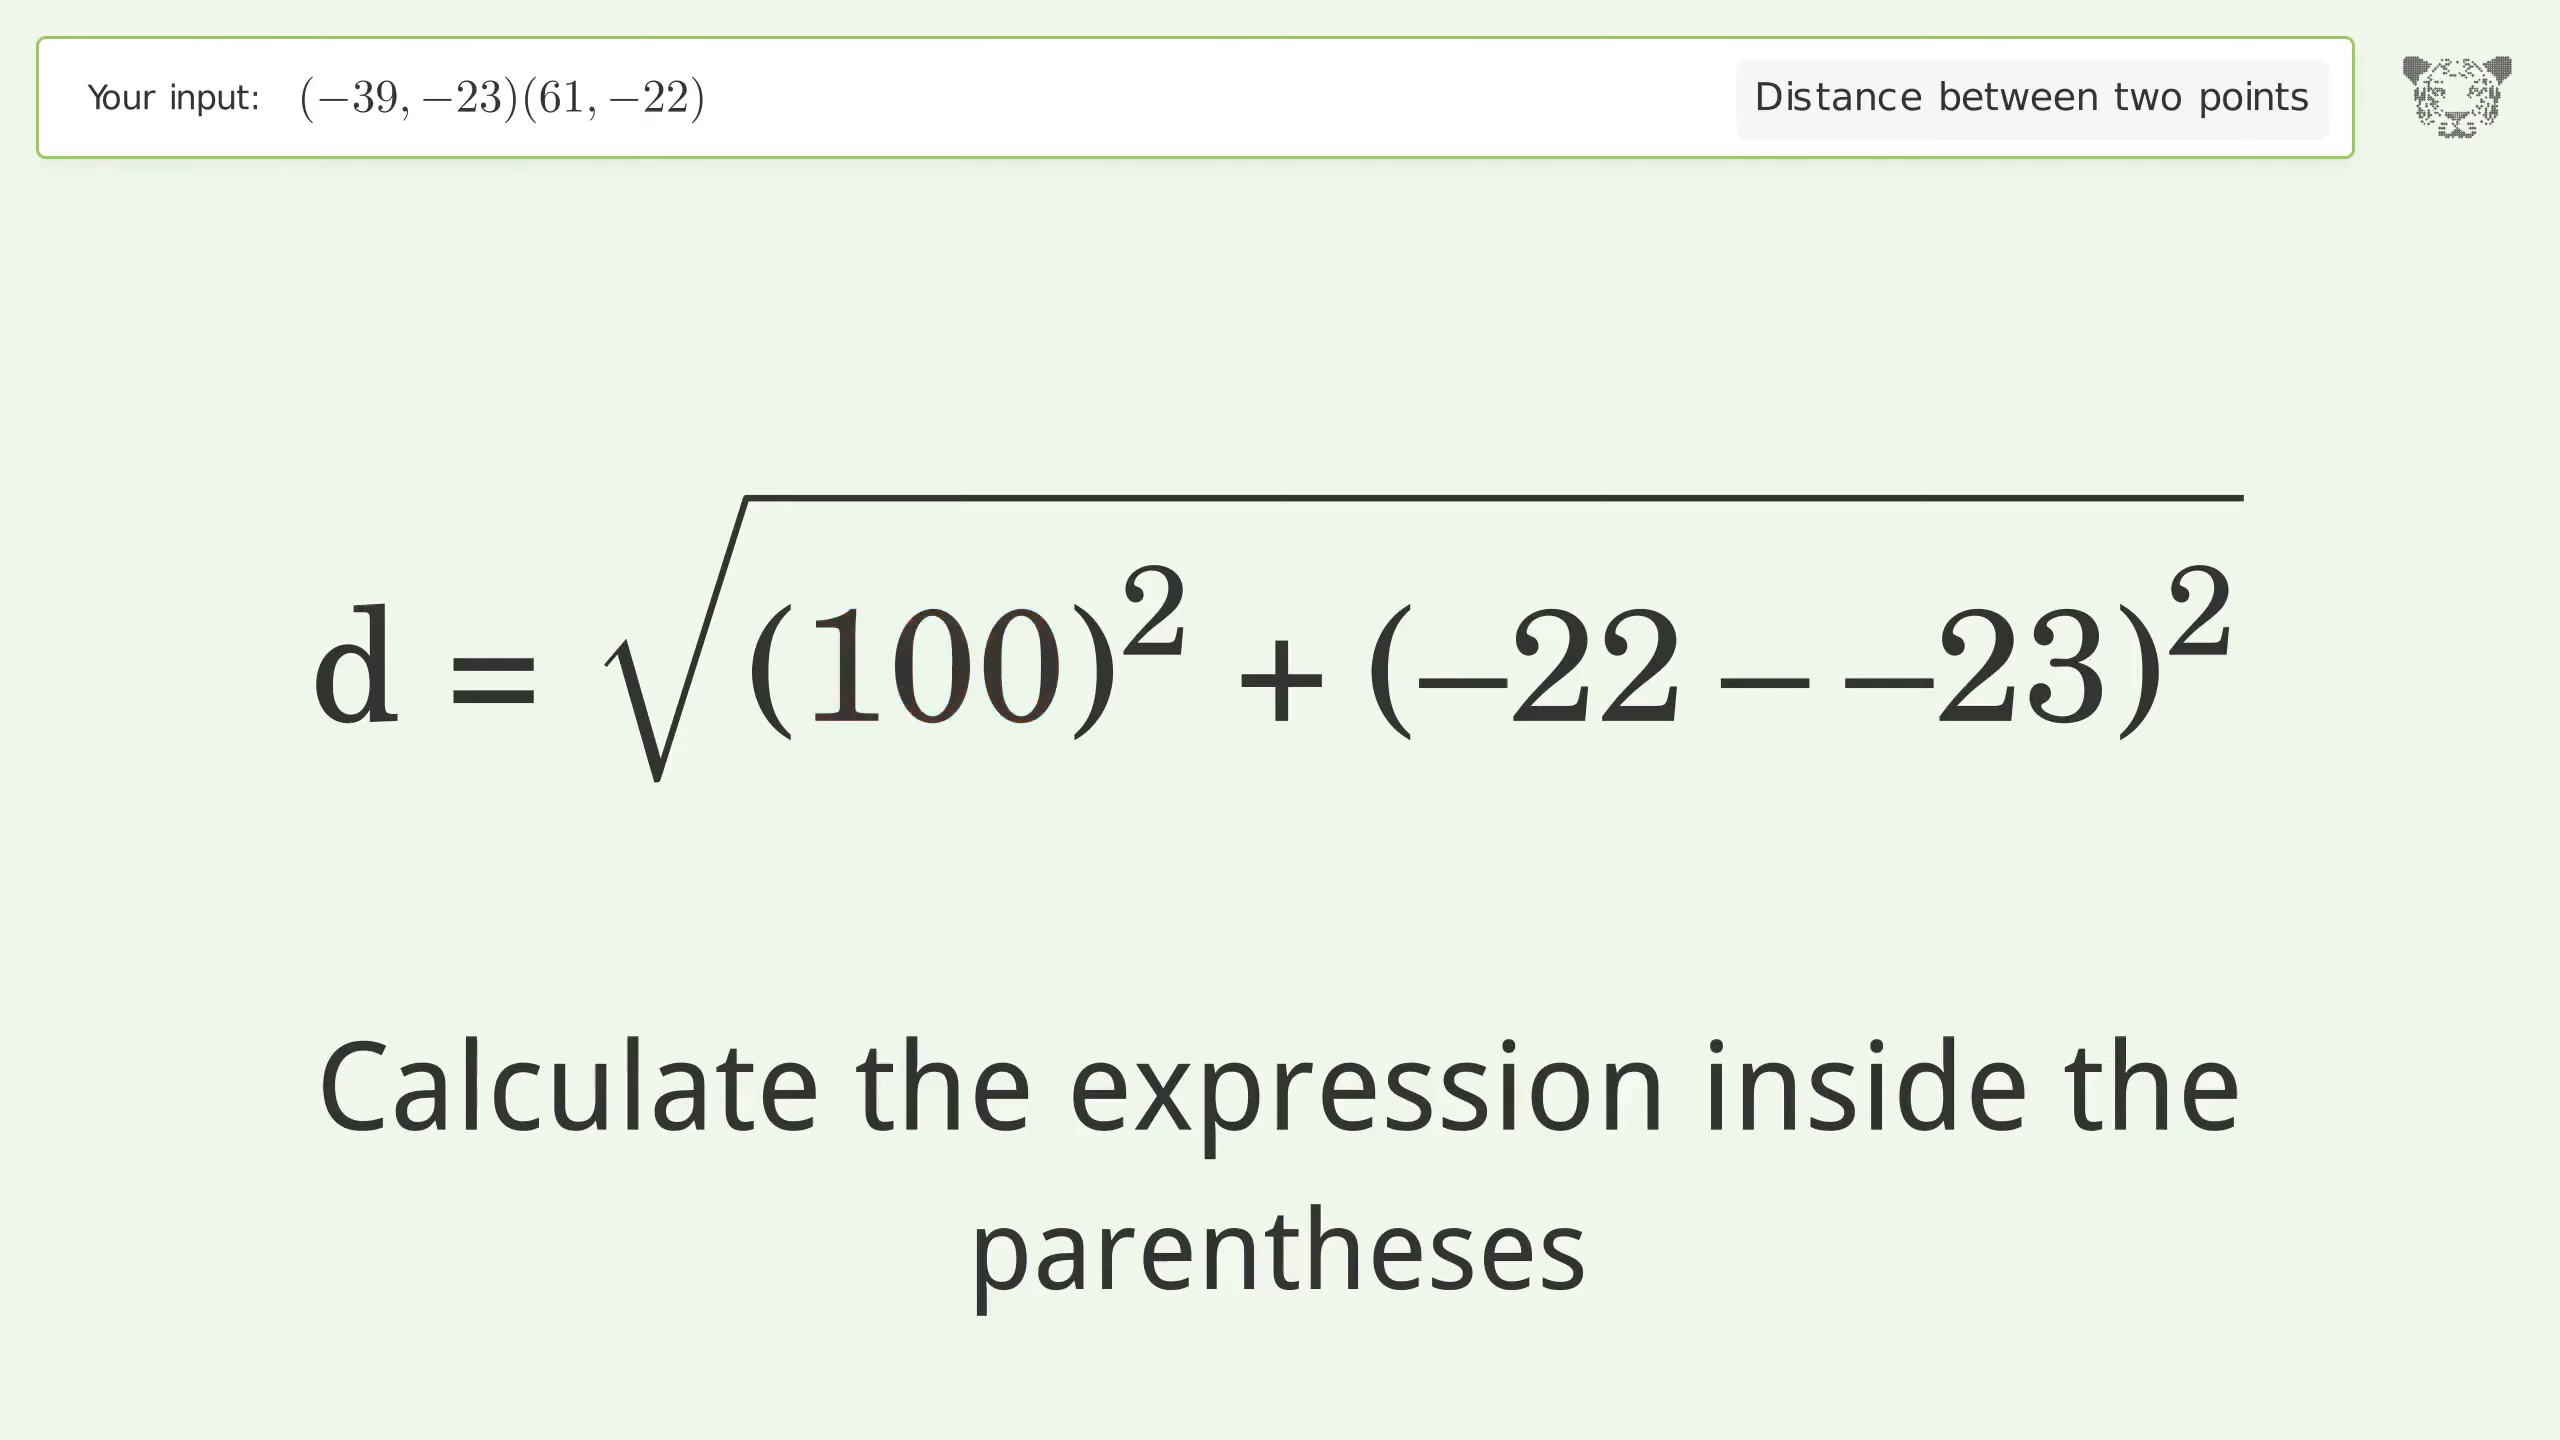 Your input: (−39, −23)(61, −22)
Distance between two points
d = √(100)² + (−22 − −23)²
Calculate the expression inside the
parentheses